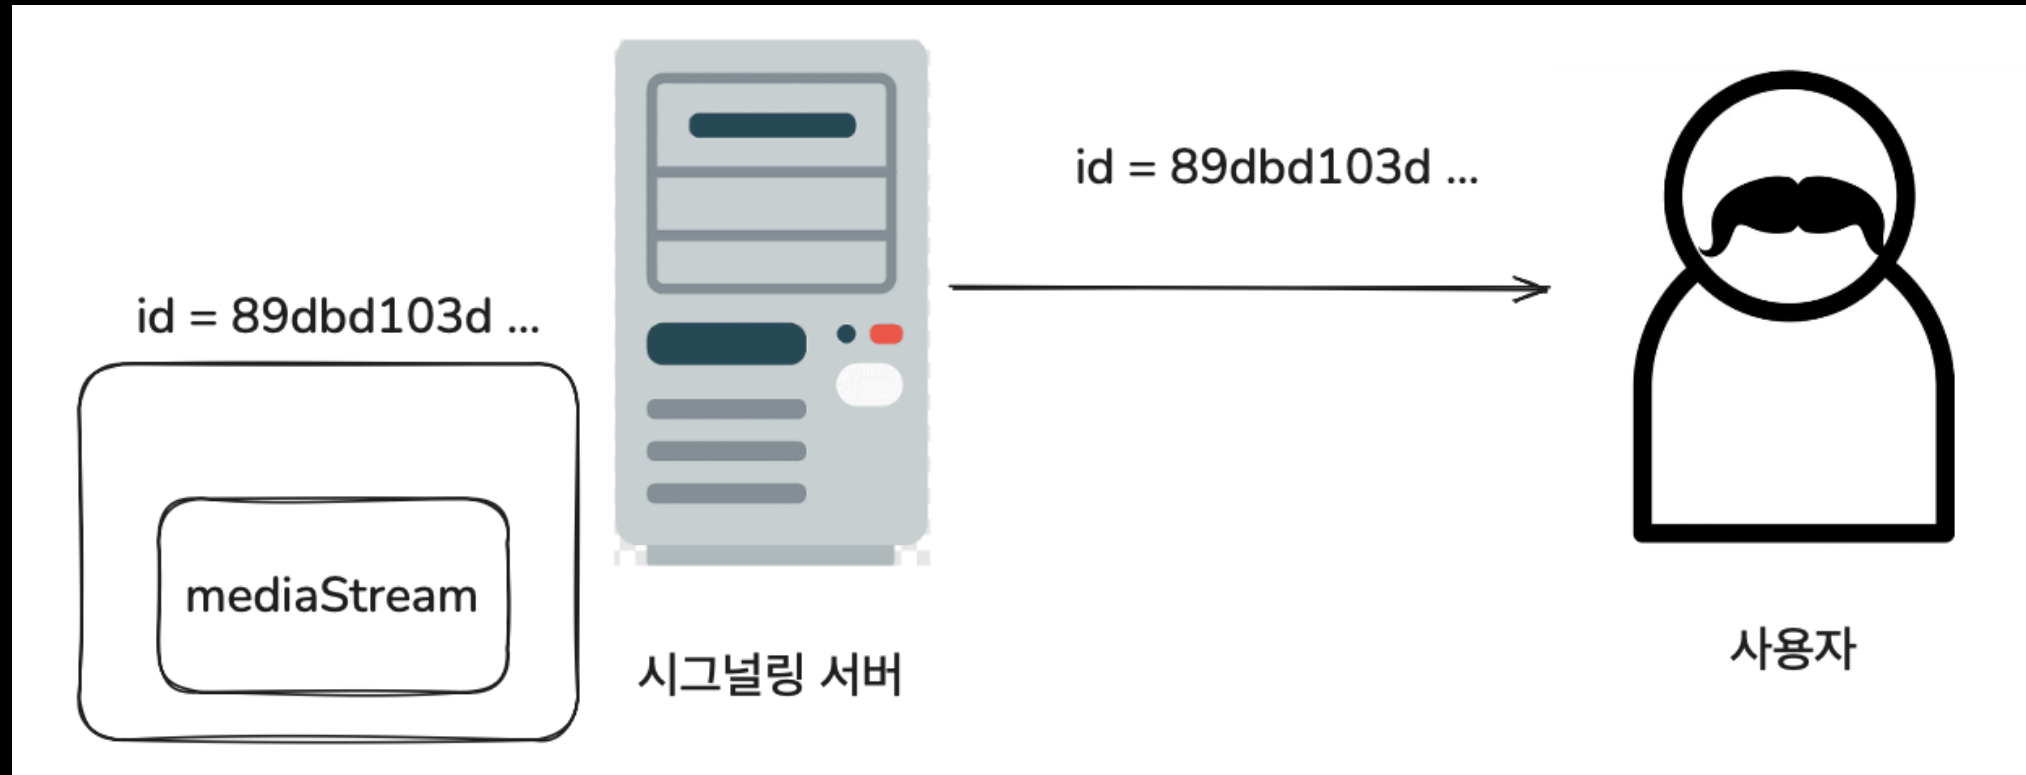 id = 89dbd103d ...
mediaStream
시그널링 서버
id = 89dbd103d ...
사용자